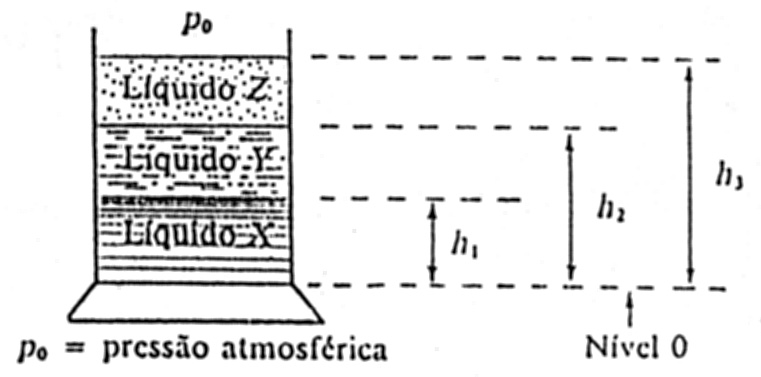 p₀
Líquido Z
Líquido Y
Líquido X
h₁
h₂
h₃
p₀ = pressão atmosférica
Nível 0